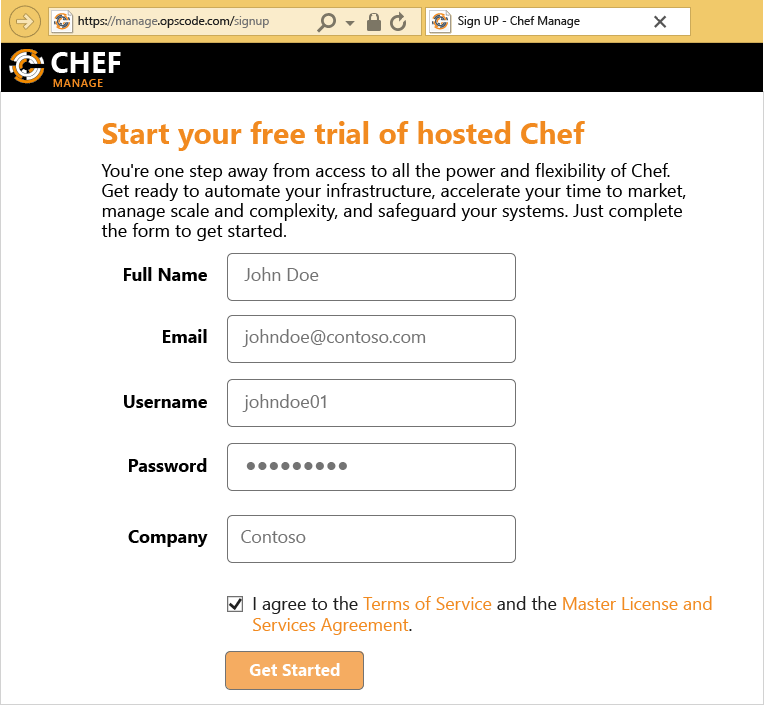 https://manage.opscode.com/signup
Sign UP - Chef Manage
CHEF
MANAGE
Start your free trial of hosted Chef
You're one step away from access to all the power and flexibility of Chef.
Get ready to automate your infrastructure, accelerate your time to market,
manage scale and complexity, and safeguard your systems. Just complete
the form to get started.
Full Name John Doe
Email johndoe@contoso.com
Username johndoe01
Password ●●●●●●●●●
Company Contoso
I agree to the Terms of Service and the Master License and
Services Agreement.
Get Started